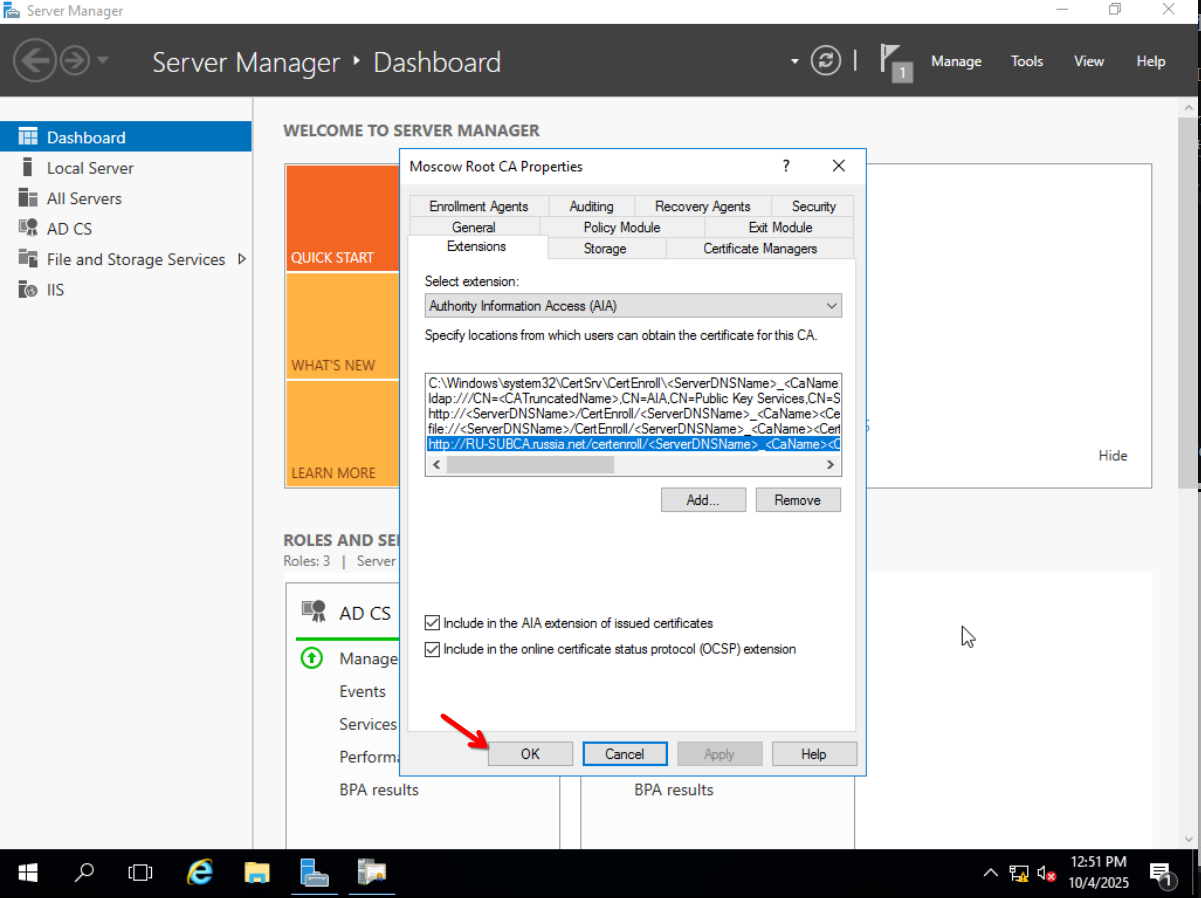 Server Manager
Server Manager ‣ Dashboard
1
Manage
Tools
View
Help
Dashboard
Local Server
All Servers
AD CS
File and Storage Services
IIS
WELCOME TO SERVER MANAGER
QUICK START
WHAT'S NEW
LEARN MORE
Hide
ROLES AND SE
Roles: 3 | Server
AD CS
Manage
Events
Services
Performa
BPA results
BPA results
Moscow Root CA Properties
?
Enrollment Agents
Auditing
Recovery Agents
Security
General
Policy Module
Exit Module
Extensions
Storage
Certificate Managers
Select extension:
Authority Information Access (AIA)
Specify locations from which users can obtain the certificate for this CA.
C:\Windows\system32\CertSrv\CertEnroll\<ServerDNSName>_<CaName
ldap:///CN=<CATruncatedName>,CN=AIA,CN=Public Key Services,CN=S
http://<ServerDNSName>/CertEnroll/<ServerDNSName>_<CaName><Ce
file://<ServerDNSName>/CertEnroll/<ServerDNSName>_<CaName><Cert
http://RU-SUBCA.russia.net/certenroll/<ServerDNSName>_<CaName><C
Add...
Remove
Include in the AIA extension of issued certificates
Include in the online certificate status protocol (OCSP) extension
OK
Cancel
Apply
Help
12:51 PM
10/4/2025
1